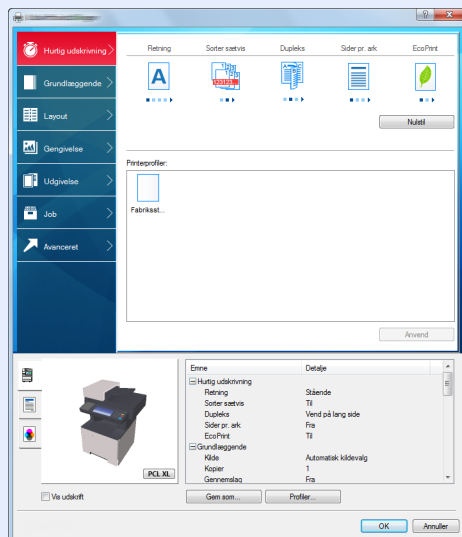 Hurtig udskrivning
Grundlæggende
Layout
Gengivelse
Udgivelse
Job
Avanceret
Retning Sorter sætvis Dupleks Sider pr. ark EcoPrint
A
123123
A B C
Nulstil
Printerprofiler:
Fabriksst...
Anvend
PCL XL
Vis udskrift
Emne Detalje
Hurtig udskrivning
Retning Stående
Sorter sætvis Til
Dupleks Vend på lang side
Sider pr. ark Fra
EcoPrint Til
Grundlæggende
Kilde Automatisk kildevalg
Kopier 1
Gennemslag Fra
Gem som... Profiler...
OK Annuller